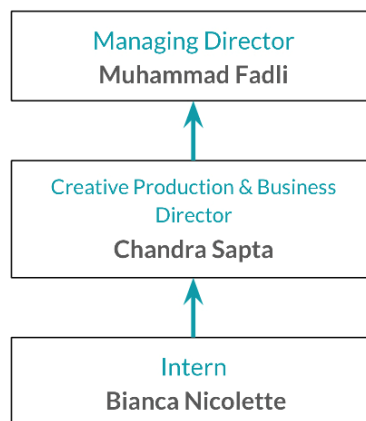 Managing Director
Muhammad Fadli
Creative Production & Business
Director
Chandra Sapta
Intern
Bianca Nicolette